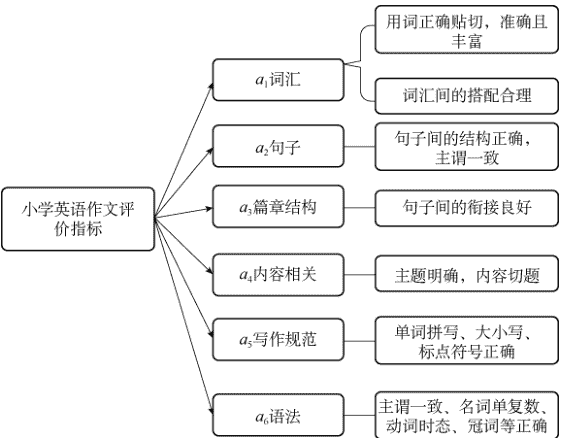 小学英语作文评
价指标
a₁词汇
用词正确贴切，准确且
丰富
词汇间的搭配合理
a₂句子
句子间的结构正确，
主谓一致
a₃篇章结构
句子间的衔接良好
a₄内容相关
主题明确，内容切题
a₅写作规范
单词拼写、大小写、
标点符号正确
a₆语法
主谓一致、名词单复数、
动词时态、冠词等正确